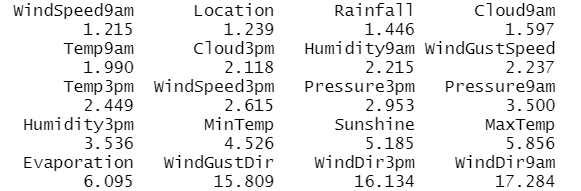 WindSpeed9am Location Rainfall Cloud9am
1.215 1.239 1.446 1.597
Temp9am Cloud3pm Humidity9am WindGustSpeed
1.990 2.118 2.215 2.237
Temp3pm WindSpeed3pm Pressure3pm Pressure9am
2.449 2.615 2.953 3.500
Humidity3pm MinTemp Sunshine MaxTemp
3.536 4.526 5.185 5.856
Evaporation WindGustDir WindDir3pm WindDir9am
6.095 15.809 16.134 17.284